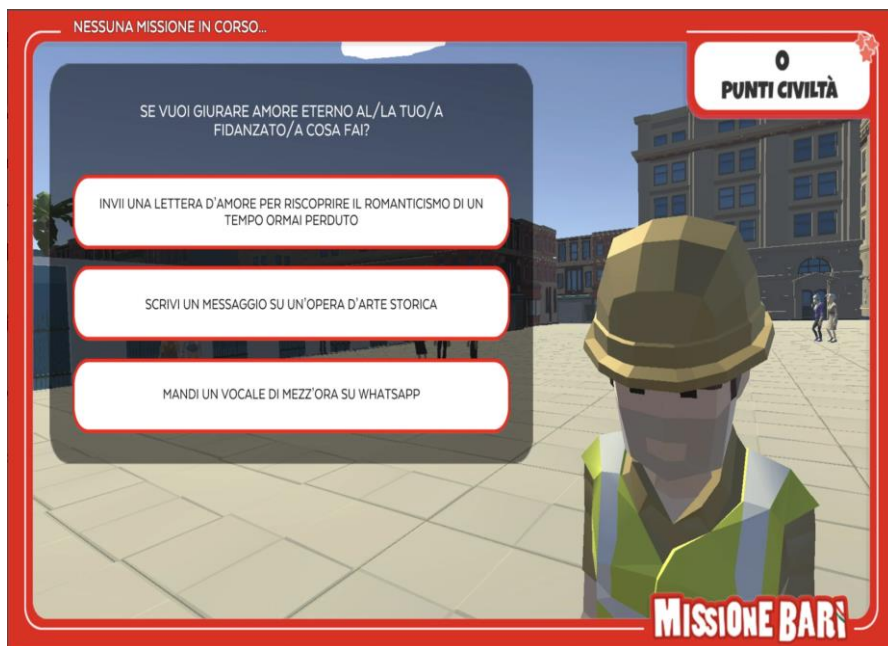 NESSUNA MISSIONE IN CORSO...
0
PUNTI CIVILTÀ
SE VUOI GIURARE AMORE ETERNO AL/LA TUO/A
FIDANZATO/A COSA FAI?
INVII UNA LETTERA D'AMORE PER RISCOPRIRE IL ROMANTICISMO DI UN
TEMPO ORMAI PERDUTO
SCRIVI UN MESSAGGIO SU UN'OPERA D'ARTE STORICA
MANDI UN VOCALE DI MEZZ'ORA SU WHATSAPP
MISSIONE BARI